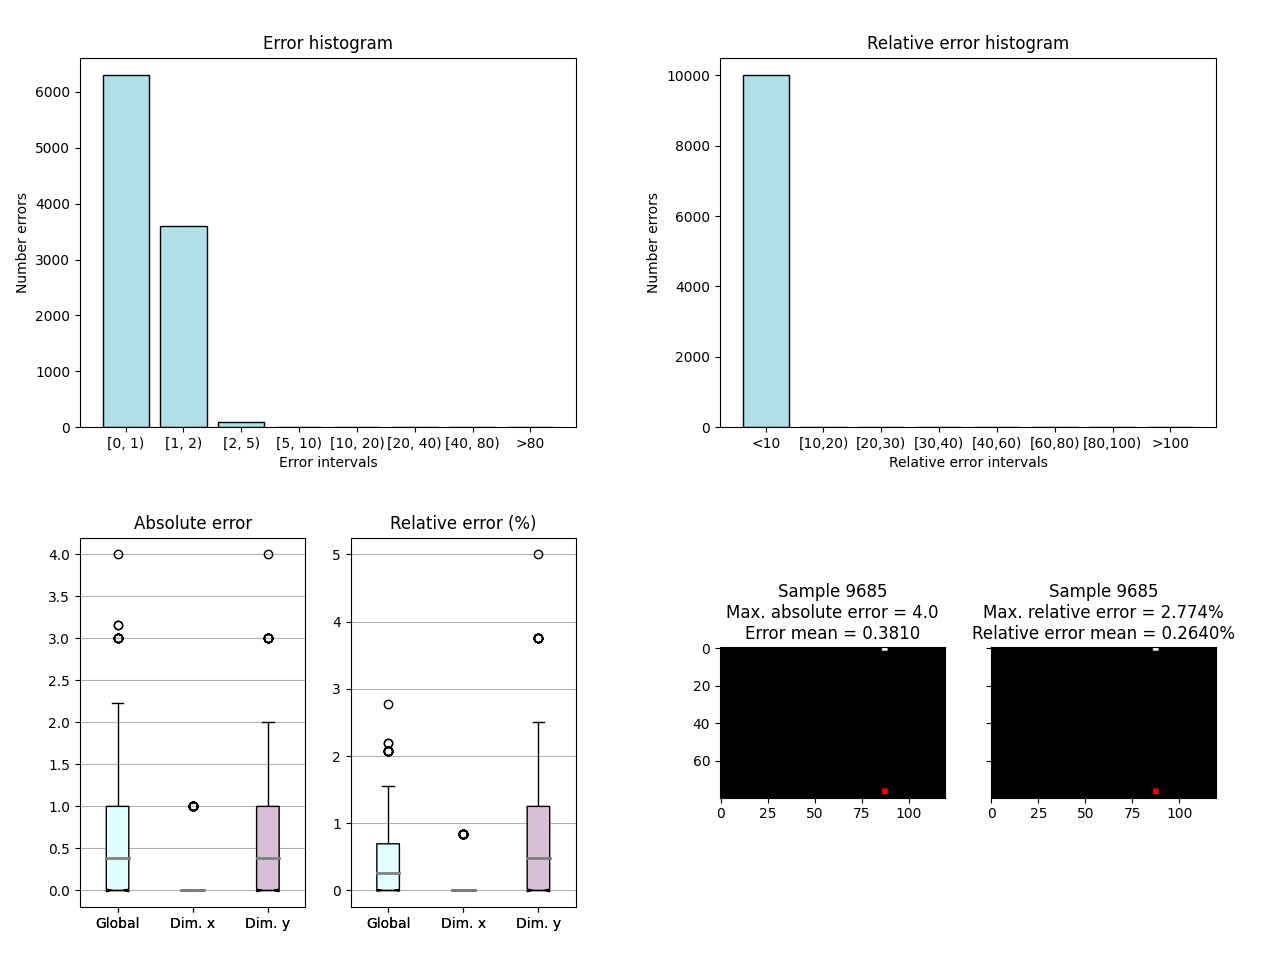 Error histogram
Number errors
6000
5000
4000
3000
2000
1000
0
[0, 1) [1, 2) [2, 5) [5, 10) [10, 20) [20, 40) [40, 80) >80
Error intervals
Relative error histogram
Number errors
10000
8000
6000
4000
2000
0
<10 [10,20) [20,30) [30,40) [40,60) [60,80) [80,100) >100
Relative error intervals
Absolute error
4.0
3.5
3.0
2.5
2.0
1.5
1.0
0.5
0.0
Global Dim. x Dim. y
Relative error (%)
5
4
3
2
1
0
Global Dim. x Dim. y
Sample 9685
Max. absolute error = 4.0
Error mean = 0.3810
0
20
40
60
0 25 50 75 100
Sample 9685
Max. relative error = 2.774%
Relative error mean = 0.2640%
0 25 50 75 100